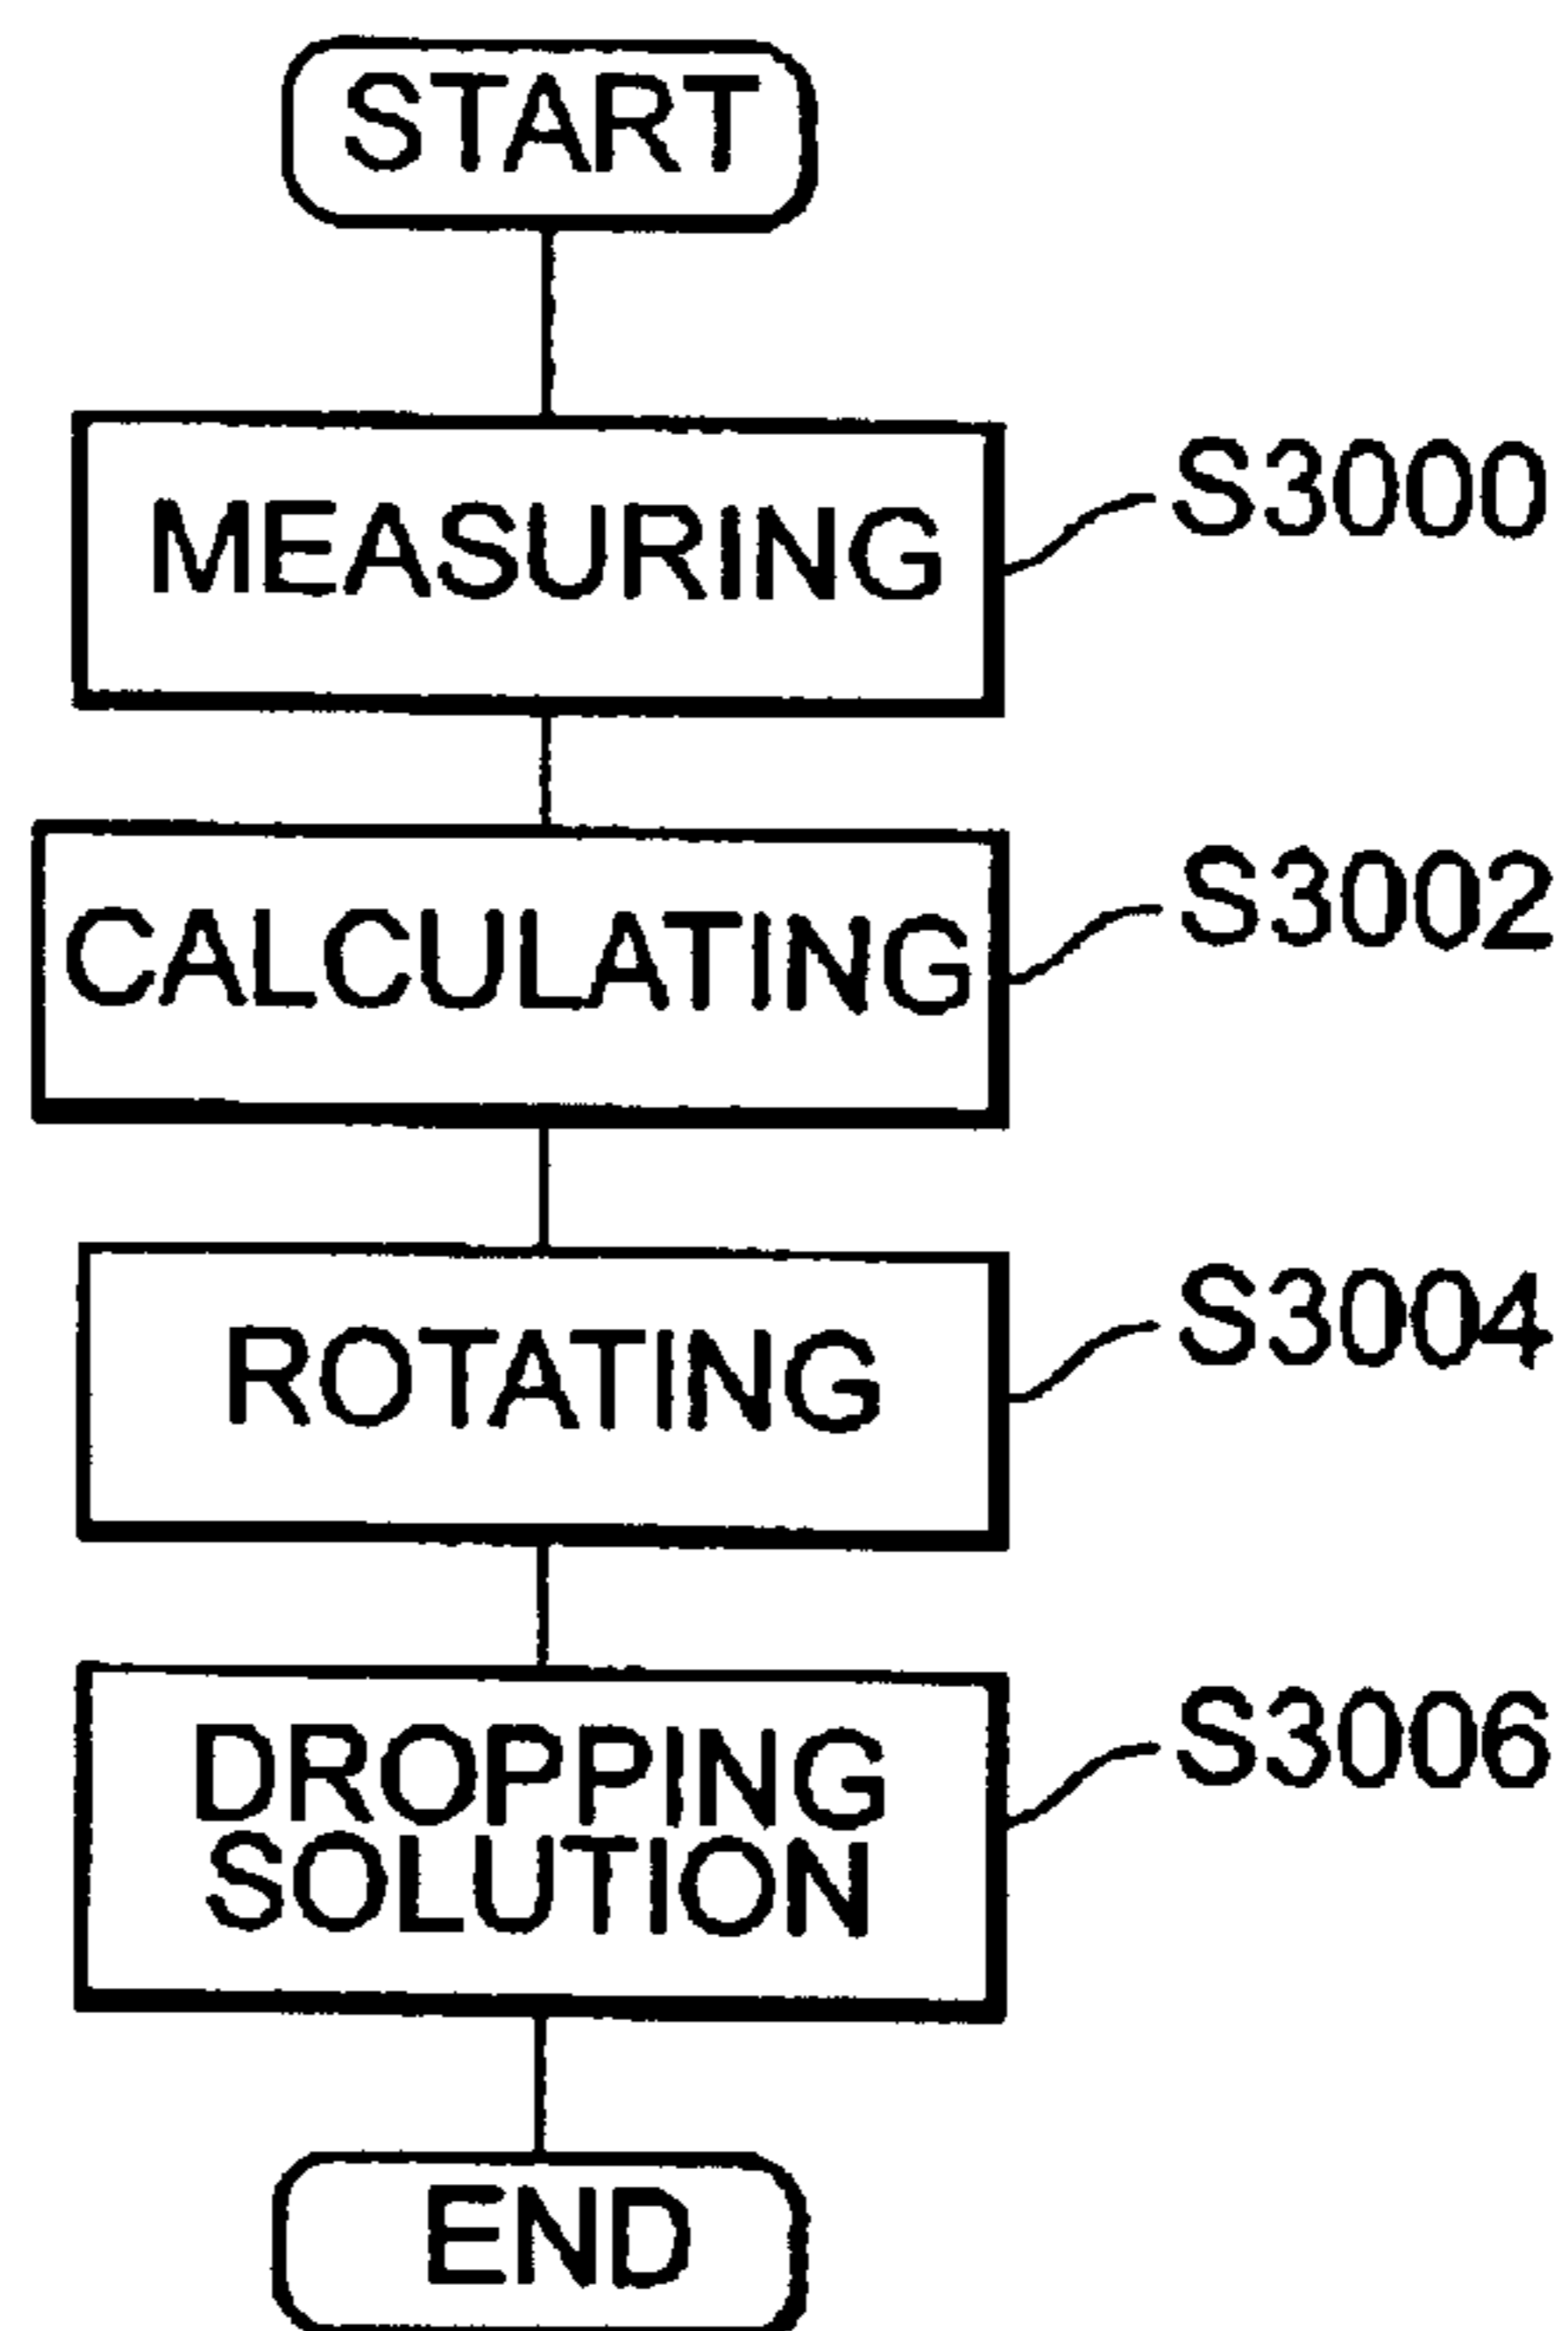 START
MEASURING
S3000
CALCULATING
S3002
ROTATING
S3004
DROPPING
SOLUTION
S3006
END